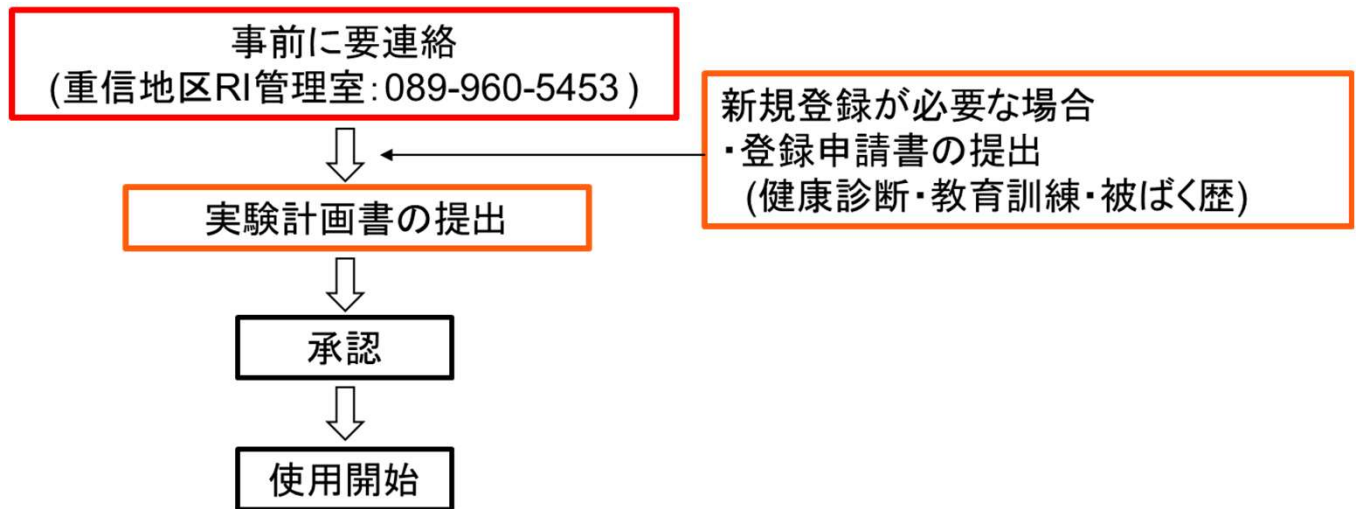 事前に要連絡
(重信地区RI管理室：089-960-5453 )
新規登録が必要な場合
・登録申請書の提出
(健康診断・教育訓練・被ばく歴)
実験計画書の提出
承認
使用開始